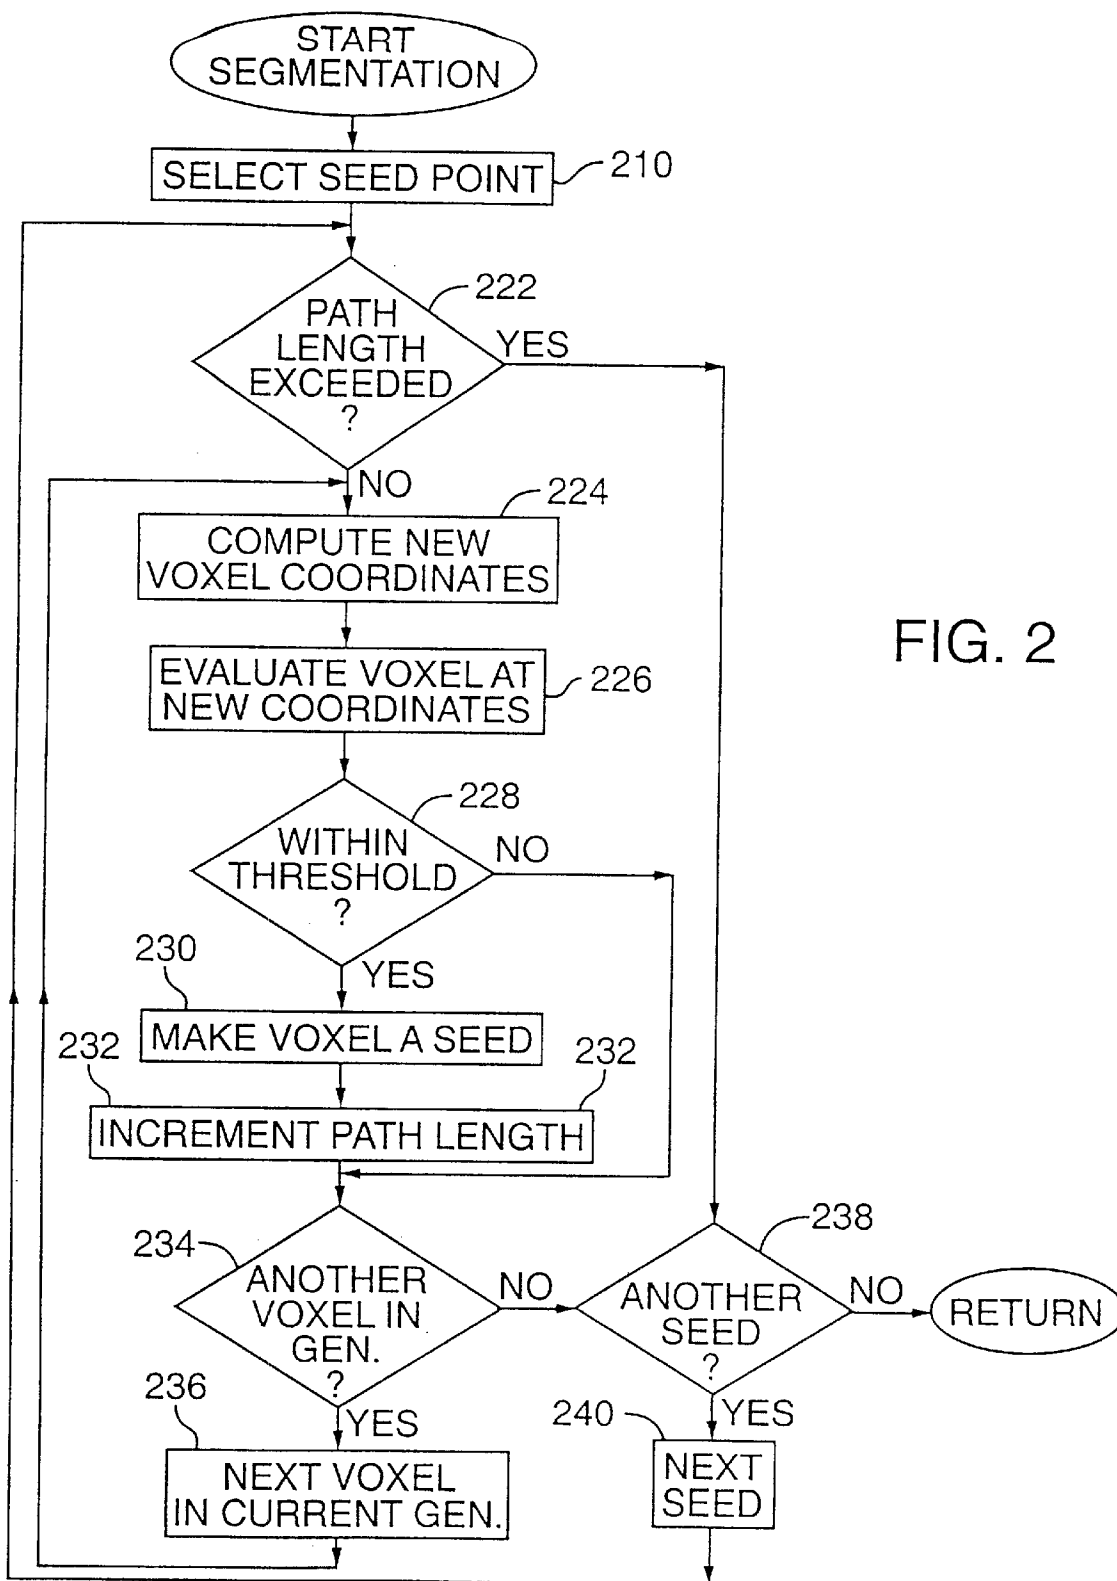 START
SEGMENTATION
SELECT SEED POINT
210
222
PATH
LENGTH
EXCEEDED
?
YES
NO
224
COMPUTE NEW
VOXEL COORDINATES
FIG. 2
EVALUATE VOXEL AT
NEW COORDINATES
226
228
WITHIN
THRESHOLD
?
NO
YES
230
MAKE VOXEL A SEED
232
232
INCREMENT PATH LENGTH
234
ANOTHER
VOXEL IN
GEN.
?
NO
238
ANOTHER
SEED
?
NO
RETURN
236
YES
NEXT VOXEL
IN CURRENT GEN.
240
YES
NEXT
SEED